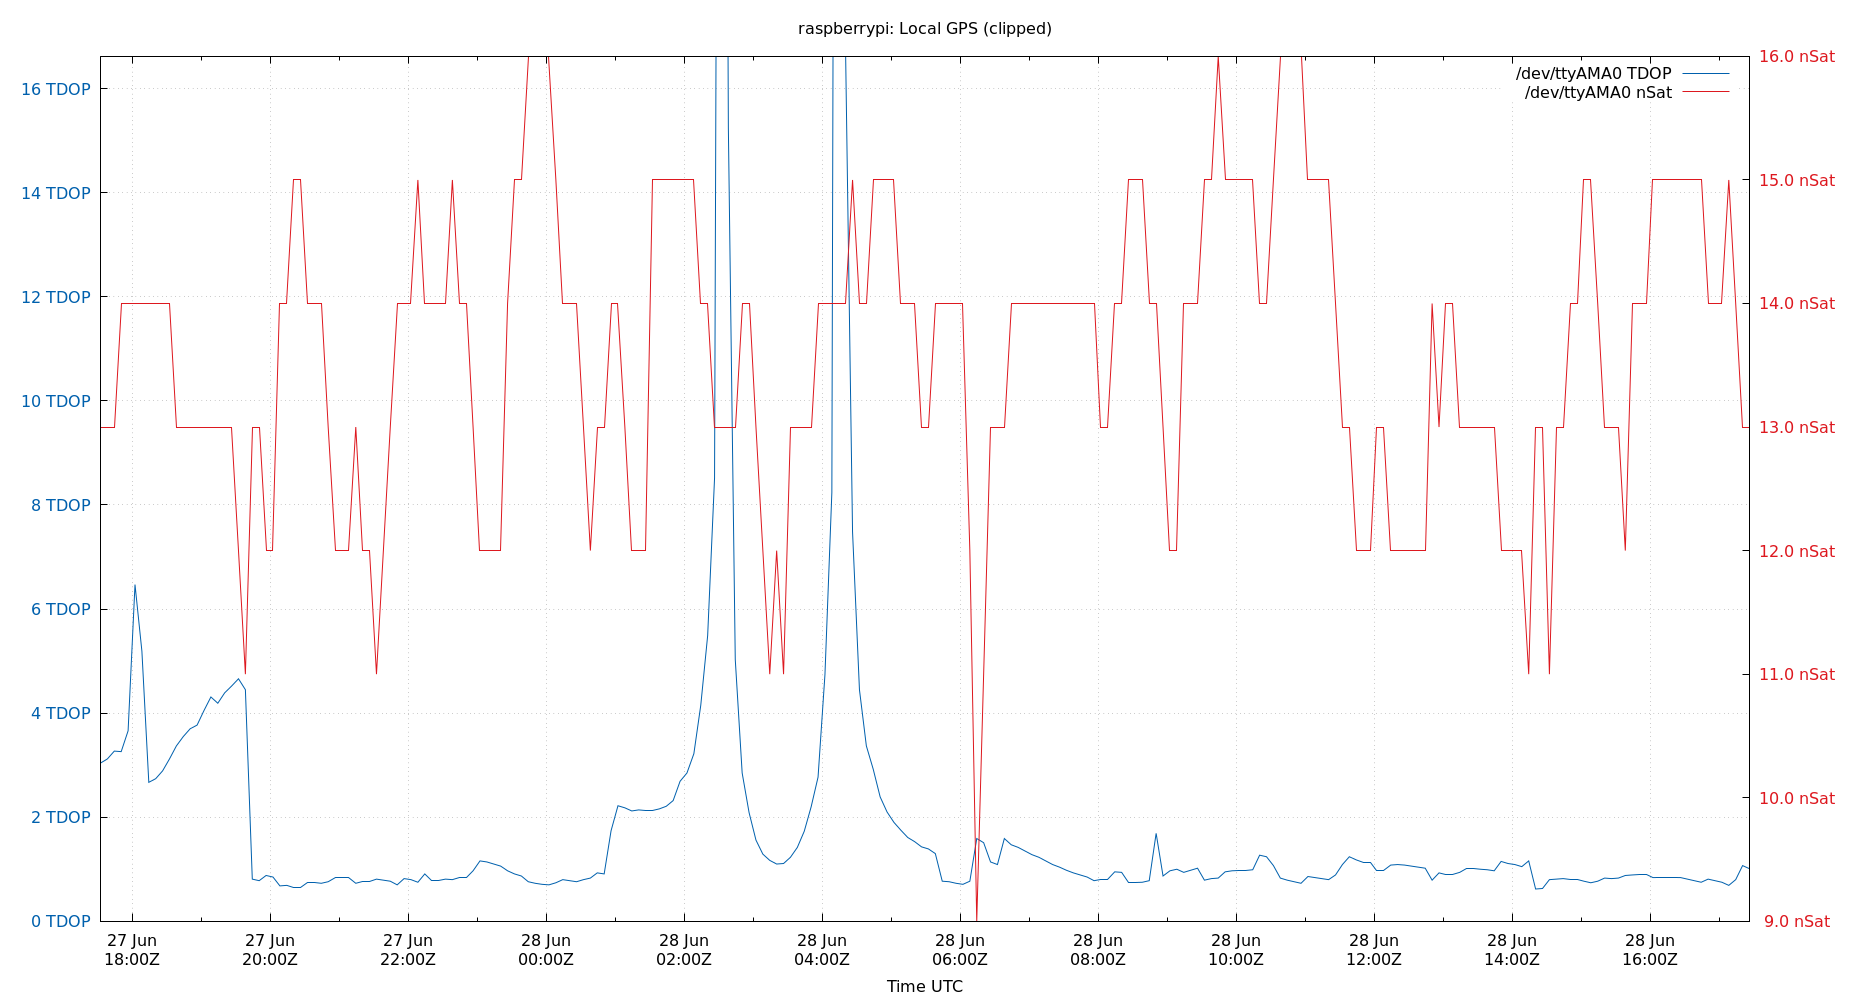 raspberrypi: Local GPS (clipped)
/dev/ttyAMA0 TDOP
/dev/ttyAMA0 nSat
16 TDOP
14 TDOP
12 TDOP
10 TDOP
8 TDOP
6 TDOP
4 TDOP
2 TDOP
0 TDOP
16.0 nSat
15.0 nSat
14.0 nSat
13.0 nSat
12.0 nSat
11.0 nSat
10.0 nSat
9.0 nSat
27 Jun
18:00Z
27 Jun
20:00Z
27 Jun
22:00Z
28 Jun
00:00Z
28 Jun
02:00Z
28 Jun
04:00Z
28 Jun
06:00Z
28 Jun
08:00Z
28 Jun
10:00Z
28 Jun
12:00Z
28 Jun
14:00Z
28 Jun
16:00Z
Time UTC